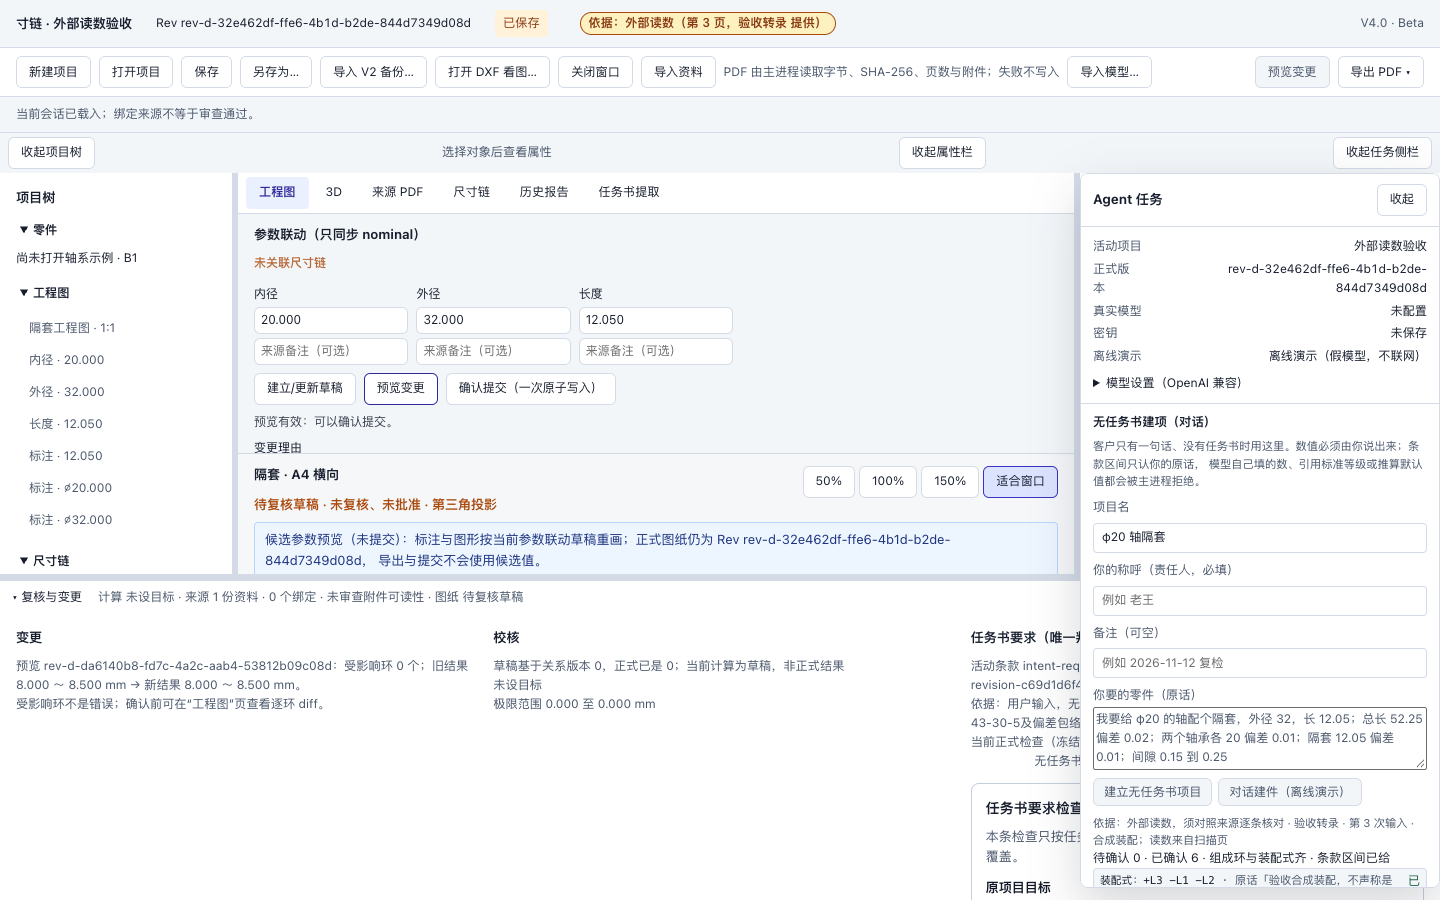 寸链 · 外部读数验收
Rev rev-d-32e462df-ffe6-4b1d-b2de-844d7349d08d
已保存
依据：外部读数（第 3 页，验收转录 提供）
V4.0 · Beta
新建项目
打开项目
保存
另存为…
导入 V2 备份…
打开 DXF 看图…
关闭窗口
导入资料
PDF 由主进程读取字节、SHA-256、页数与附件；失败不写入
导入模型…
预览变更
导出 PDF ▾
当前会话已载入；绑定来源不等于审查通过。
收起项目树
选择对象后查看属性
收起属性栏
收起任务侧栏
项目树
▼ 零件
尚未打开轴系示例 · B1
▼ 工程图
隔套工程图 · 1:1
内径 · 20.000
外径 · 32.000
长度 · 12.050
标注 · 12.050
标注 · ⌀20.000
标注 · ⌀32.000
▼ 尺寸链
工程图
3D
来源 PDF
尺寸链
历史报告
任务书提取
参数联动（只同步 nominal）
未关联尺寸链
内径
外径
长度
20.000
32.000
12.050
来源备注（可选）
来源备注（可选）
来源备注（可选）
建立/更新草稿
预览变更
确认提交（一次原子写入）
预览有效：可以确认提交。
变更理由
隔套 · A4 横向
50%
100%
150%
适合窗口
待复核草稿 · 未复核、未批准 · 第三角投影
候选参数预览（未提交）：标注与图形按当前参数联动草稿重画；正式图纸仍为 Rev rev-d-32e462df-ffe6-4b1d-b2de-
844d7349d08d， 导出与提交不会使用候选值。
Agent 任务
收起
活动项目
外部读数验收
正式版本
rev-d-32e462df-ffe6-4b1d-b2de-
844d7349d08d
真实模型
未配置
密钥
未保存
离线演示
离线演示（假模型，不联网）
▶ 模型设置（OpenAI 兼容）
无任务书建项（对话）
客户只有一句话、没有任务书时用这里。数值必须由你说出来；条
款区间只认你的原话， 模型自己填的数、引用标准等级或推算默认
值都会被主进程拒绝。
项目名
φ20 轴隔套
你的称呼（责任人，必填）
例如 老王
备注（可空）
例如 2026-11-12 复检
你要的零件（原话）
我要给 φ20 的轴配个隔套，外径 32，长 12.05；总长 52.25
偏差 0.02；两个轴承各 20 偏差 0.01；隔套 12.05 偏差
0.01；间隙 0.15 到 0.25
建立无任务书项目
对话建件（离线演示）
依据：外部读数，须对照来源逐条核对 · 验收转录 · 第 3 次输入 ·
合成装配；读数来自扫描页
待确认 0 · 已确认 6 · 组成环与装配式齐 · 条款区间已给
装配式：+L3 −L1 −L2 · 原话「验收合成装配，不声称是
已
▾ 复核与变更
计算 未设目标 · 来源 1 份资料 · 0 个绑定 · 未审查附件可读性 · 图纸 待复核草稿
变更
预览 rev-d-da6140b8-fd7c-4a2c-aab4-53812b09c08d：受影响环 0 个；旧结果
8.000 ～ 8.500 mm → 新结果 8.000 ～ 8.500 mm。
受影响环不是错误；确认前可在“工程图”页查看逐环 diff。
校核
草稿基于关系版本 0，正式已是 0；当前计算为草稿，非正式结果
未设目标
极限范围 0.000 至 0.000 mm
任务书要求（唯一
活动条款 intent-req
revision-c69d1d6f4
依据：用户输入，无
43-30-5及偏差包络
当前正式检查（冻结
无任务书
任务书要求检查
本条检查只按任
覆盖。
原项目目标